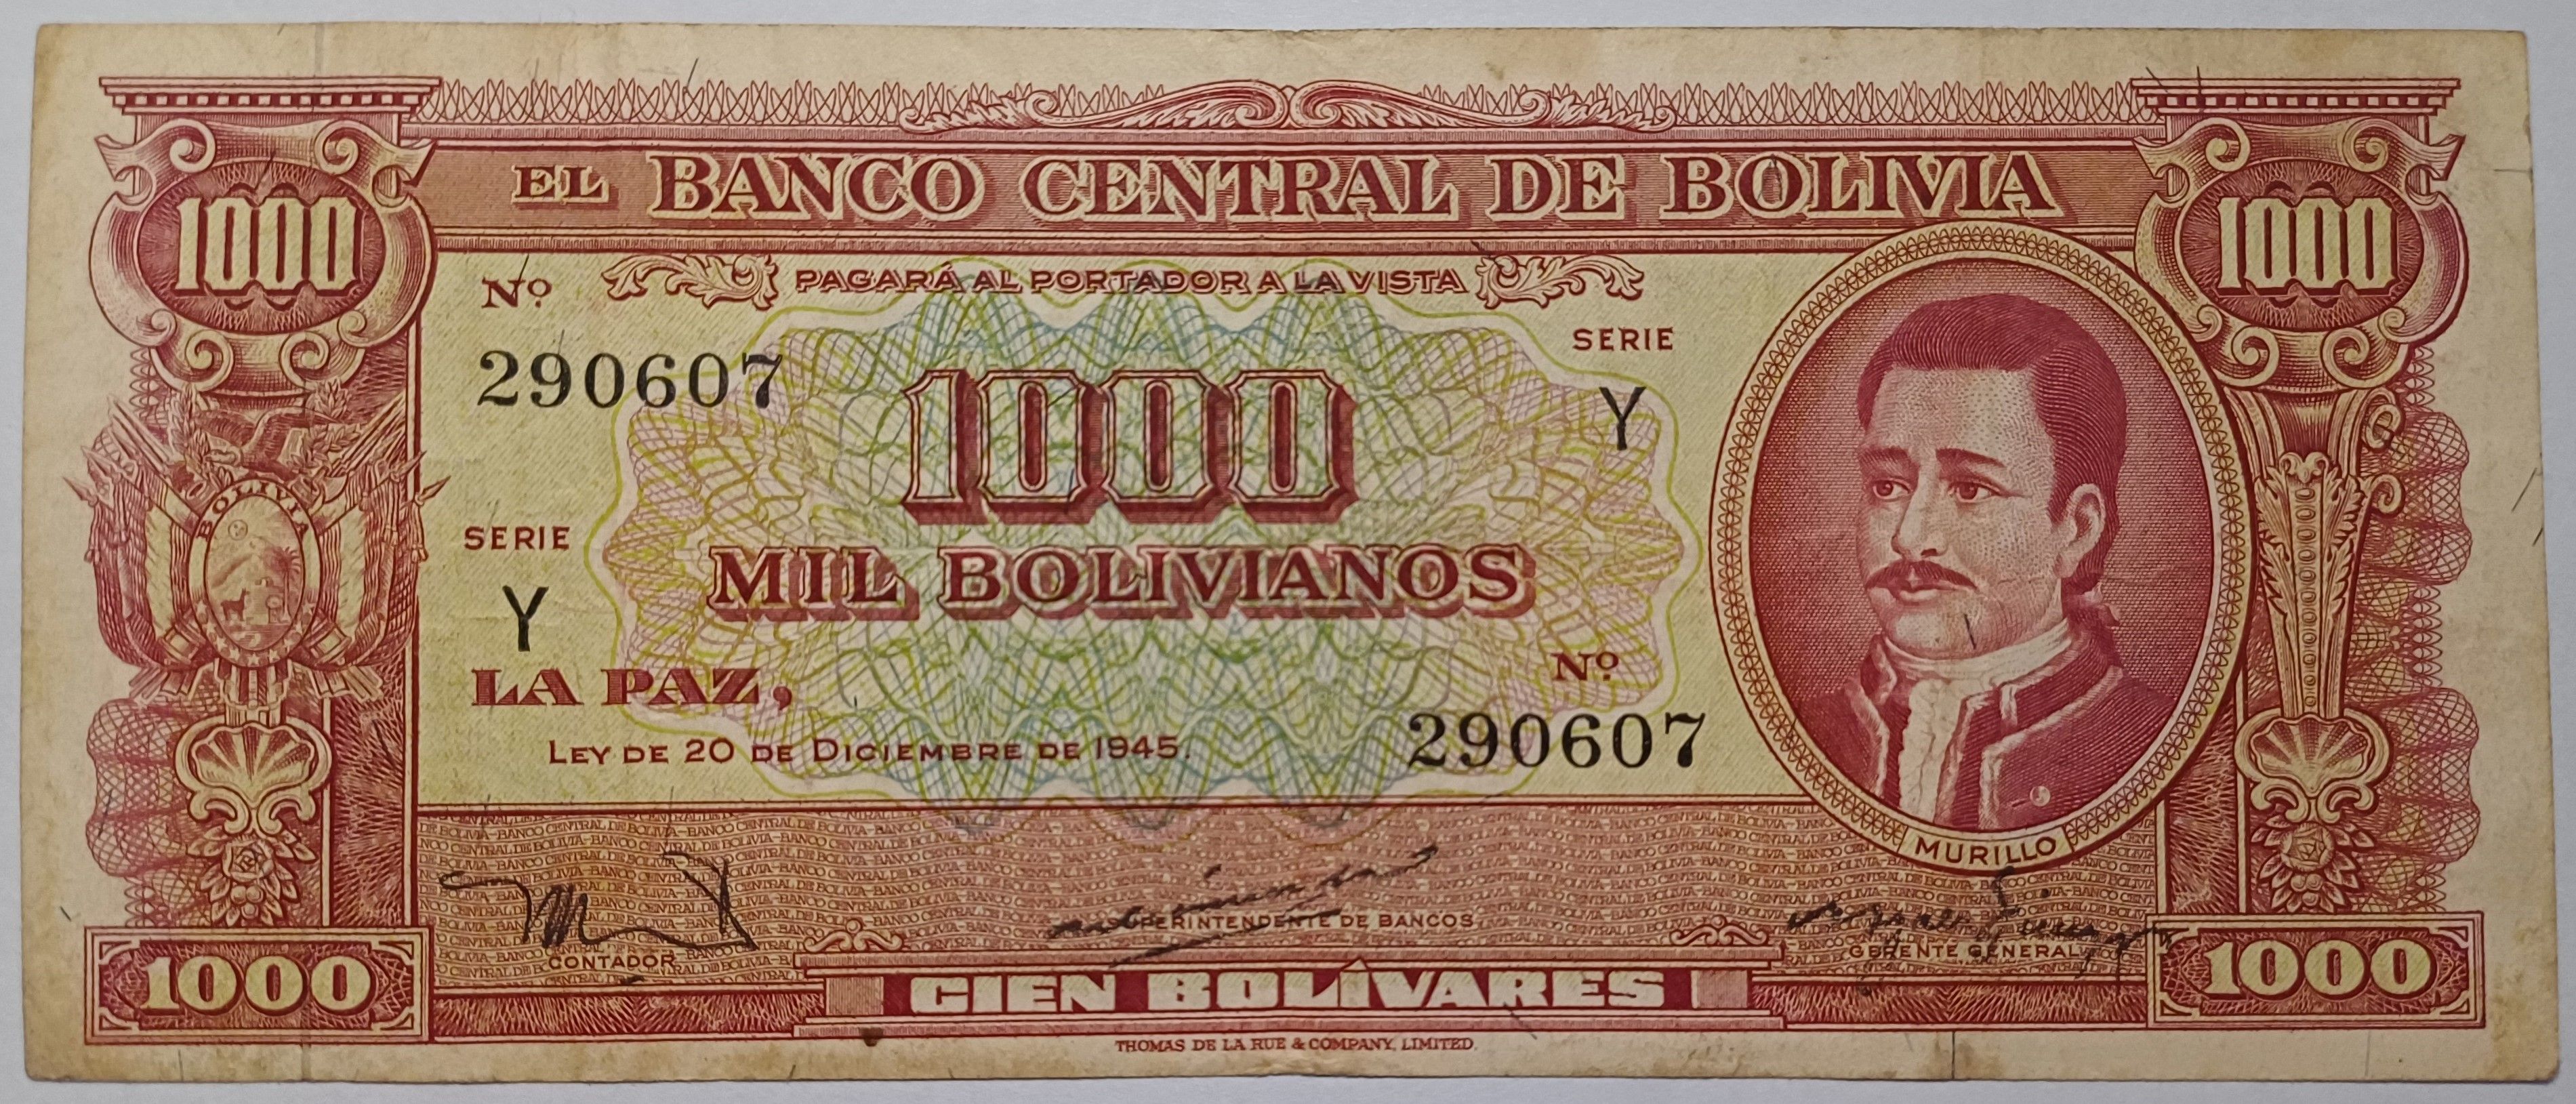 EL BANCO CENTRAL DE BOLIVIA
1000
1000
Nº
PAGARÁ AL PORTADOR A LA VISTA
SERIE
290607
1000
Y
BOLIVIA
SERIE
MIL BOLIVIANOS
Y
LA PAZ,
Nº
290607
LEY DE 20 DE DICIEMBRE DE 1945.
MURILLO
SUPERINTENDENTE DE BANCOS
CONTADOR
GERENTE GENERAL
1000
CIEN BOLÍVARES
1000
THOMAS DE LA RUE & COMPANY, LIMITED.